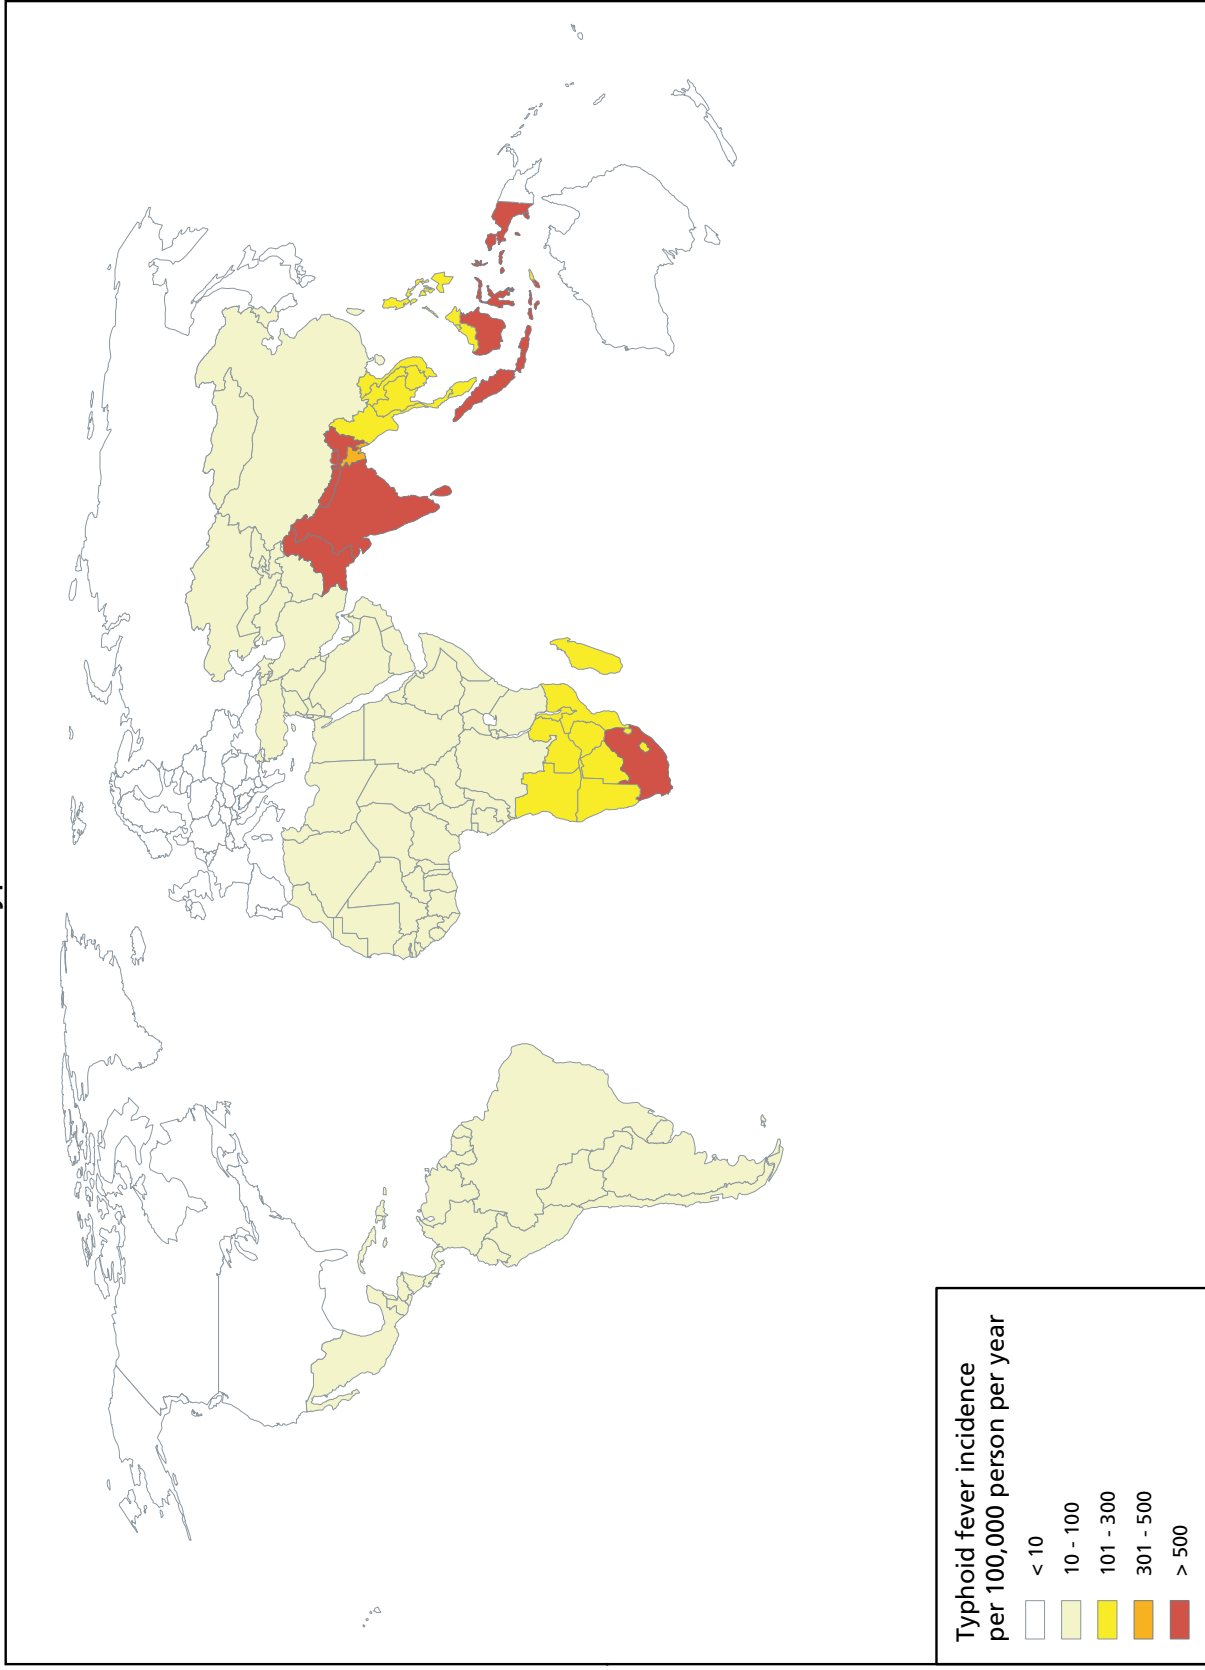 Typhoid fever incidence
per 100,000 person per year
< 10
10 - 100
101 - 300
301 - 500
> 500